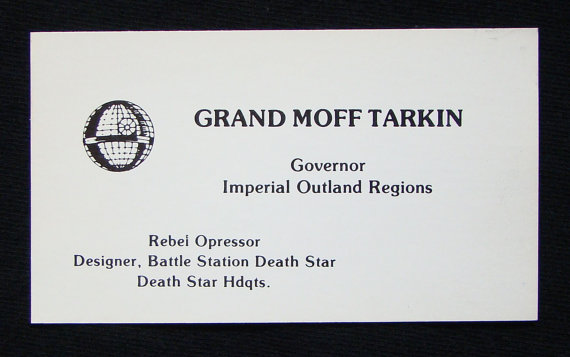 GRAND MOFF TARKIN
Governor
Imperial Outland Regions
Rebel Opressor
Designer, Battle Station Death Star
Death Star Hdqts.